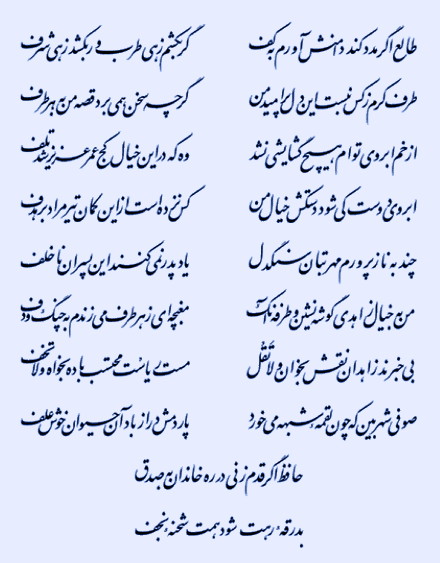 طالع اگر مدد کند دامنش آورم به کف گر بکشم زهی طرب ور بکشد زهی شرف
طرف کرم ز کس نبست این دل پر امید من گر چه سخن همی برد قصه من به هر طرف
از خم ابروی توام هیچ گشایشی نشد وه که در این خیال کج عمر عزیز شد تلف
ابروی دوست کی شود دستکش خیال من کس نزده است از این کمان تیر مراد بر هدف
چند به ناز پرورم مهر بتان سنگدل یاد پدر نمی کنند این پسران ناخلف
من به خیال زاهدی گوشه نشین و طرفه آنک مغبچه ای ز هر طرف می زندم به چنگ و دف
بی خبرند زاهدان نقش بخوان و لا تقل مست ریاست محتسب باده بخواه و لا تخف
صوفی شهر بین که چون لقمه شبهه می خورد پاردمش دراز باد آن حیوان خوش علف
حافظ اگر قدم زنی در ره خاندان به صدق
بدرقه رهت شود همت شحنه نجف